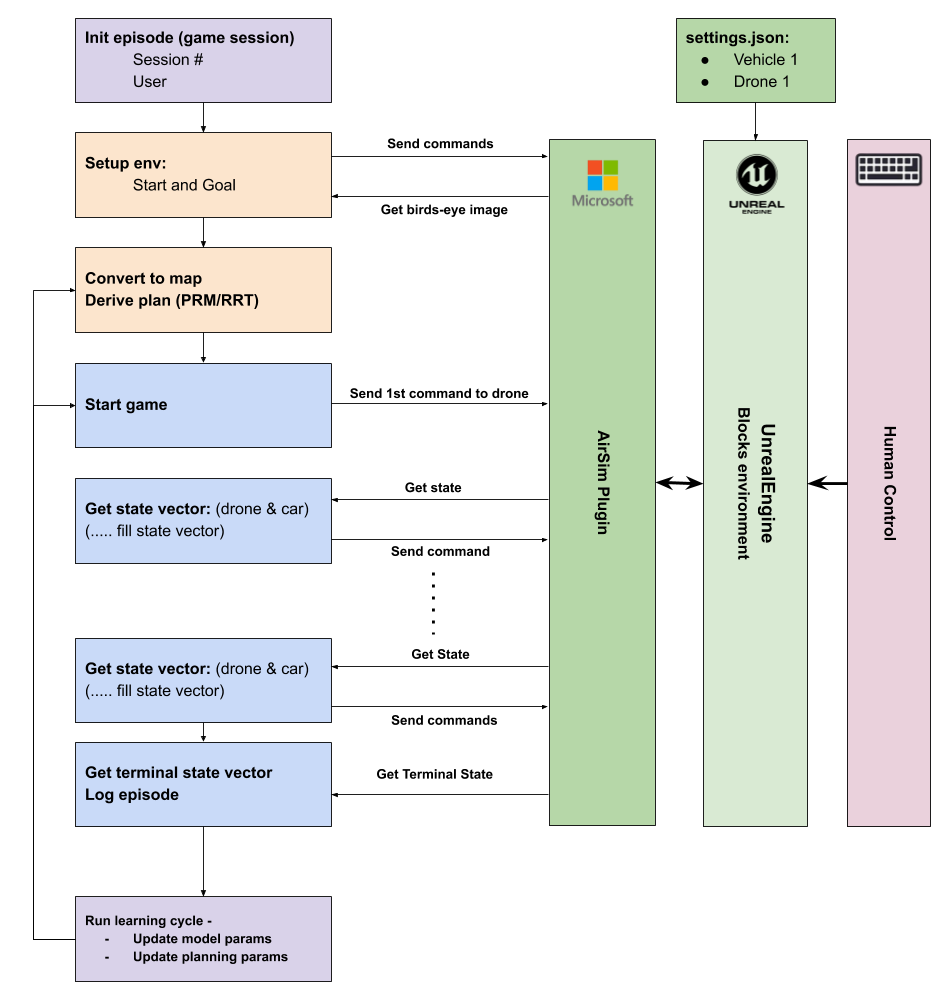 Init episode (game session)
Session #
User
settings.json:
● Vehicle 1
● Drone 1
Setup env:
Start and Goal
Send commands
Get birds-eye image
Microsoft
UNREAL
ENGINE
Convert to map
Derive plan (PRM/RRT)
Start game
Send 1st command to drone
AirSim Plugin
UnrealEngine
Blocks environment
Human Control
Get state vector: (drone & car)
(..... fill state vector)
Get state
Send command
Get state vector: (drone & car)
(..... fill state vector)
Get State
Send commands
Get terminal state vector
Log episode
Get Terminal State
Run learning cycle -
- Update model params
- Update planning params